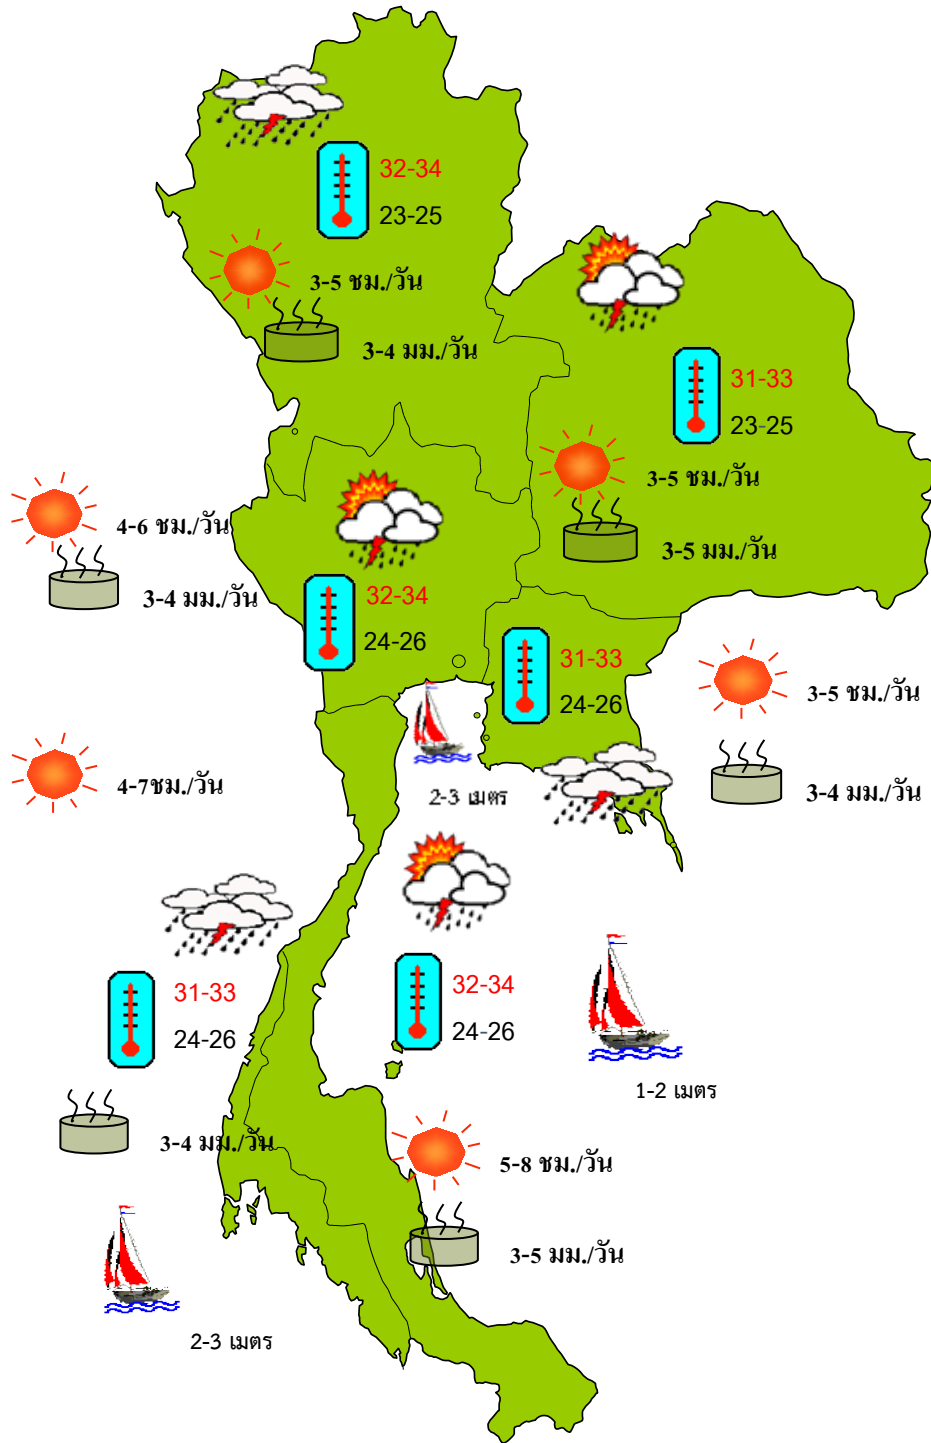 32-34
23-25
3-5 ชม./วัน
3-4 มม./วัน
31-33
23-25
3-5 ชม./วัน
3-5 มม./วัน
4-6 ชม./วัน
3-4 มม./วัน
32-34
24-26
31-33
24-26
3-5 ชม./วัน
3-4 มม./วัน
4-7ชม./วัน
2-3 เมตร
31-33
24-26
32-34
24-26
1-2 เมตร
3-4 มม./วัน
5-8 ชม./วัน
3-5 มม./วัน
2-3 เมตร